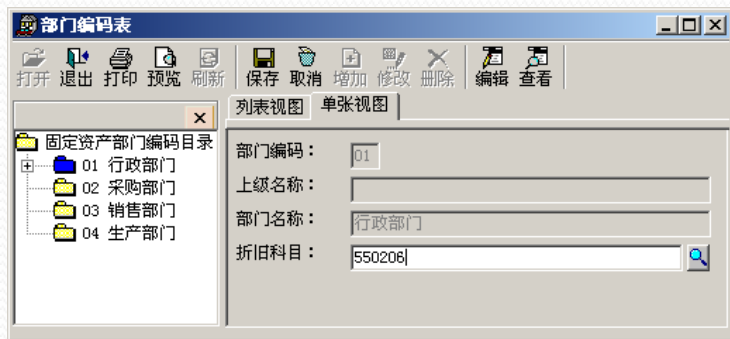 部门编码表
打开 退出 打印 预览 刷新 保存 取消 增加 修改 删除 编辑 查看
列表视图 单张视图
固定资产部门编码目录
01 行政部门
02 采购部门
03 销售部门
04 生产部门
部门编码： 01
上级名称：
部门名称： 行政部门
折旧科目： 550206